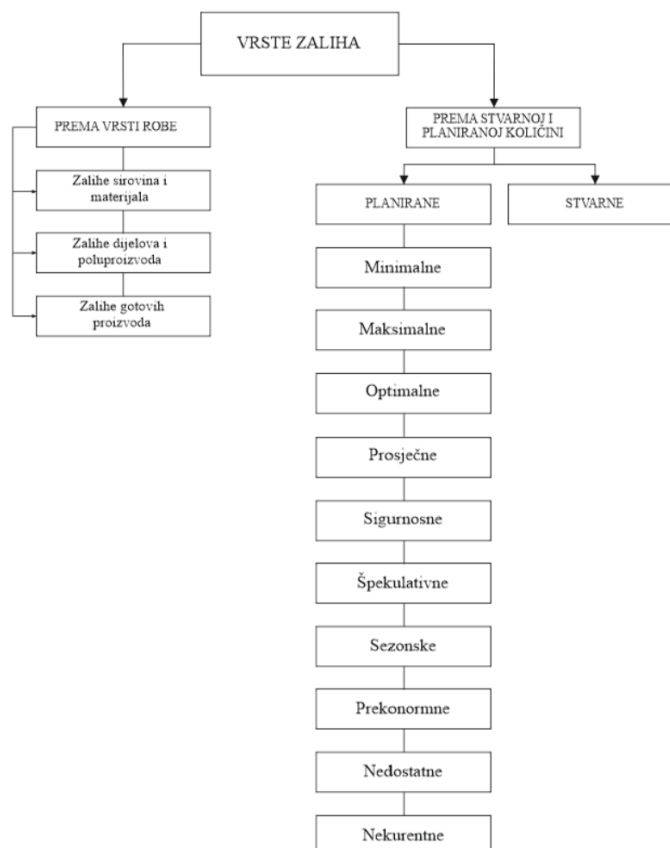 VRSTE ZALIHA
PREMA VRSTI ROBE
Zalihe sirovina i
materijala
Zalihe dijelova i
poluproizvoda
Zalihe gotovih
proizvoda
PREMA STVARNOJ I
PLANIRANOJ KOLIČINI
PLANIRANE
STVARNE
Minimalne
Maksimalne
Optimalne
Prosječne
Sigurnosne
Špekulativne
Sezonske
Prekonormne
Nedostatne
Nekurentne